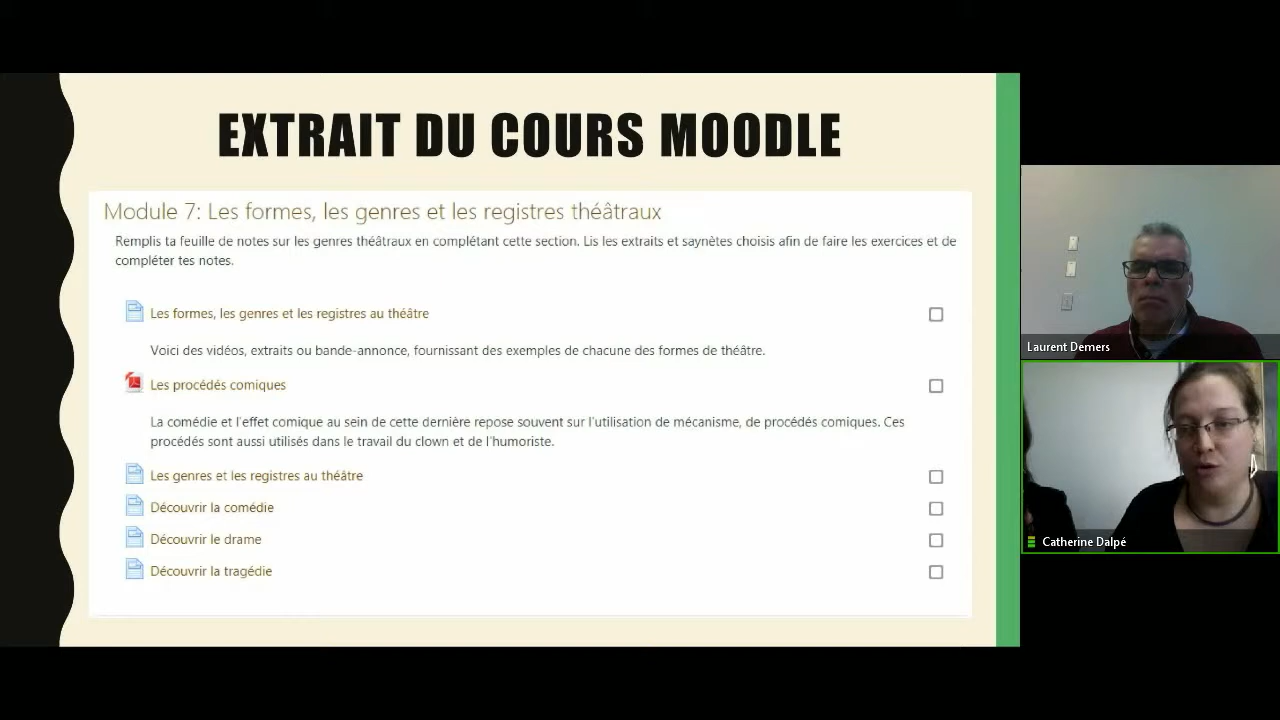 EXTRAIT DU COURS MOODLE
Module 7: Les formes, les genres et les registres théâtraux
Remplis ta feuille de notes sur les genres théâtraux en complétant cette section. Lis les extraits et saynètes choisis afin de faire les exercices et de
compléter tes notes.
Les formes, les genres et les registres au théâtre
Voici des vidéos, extraits ou bande-annonce, fournissant des exemples de chacune des formes de théâtre.
Les procédés comiques
La comédie et l'effet comique au sein de cette dernière repose souvent sur l'utilisation de mécanisme, de procédés comiques. Ces
procédés sont aussi utilisés dans le travail du clown et de l'humoriste.
Les genres et les registres au théâtre
Découvrir la comédie
Découvrir le drame
Découvrir la tragédie
Laurent Demers
Catherine Dalpé